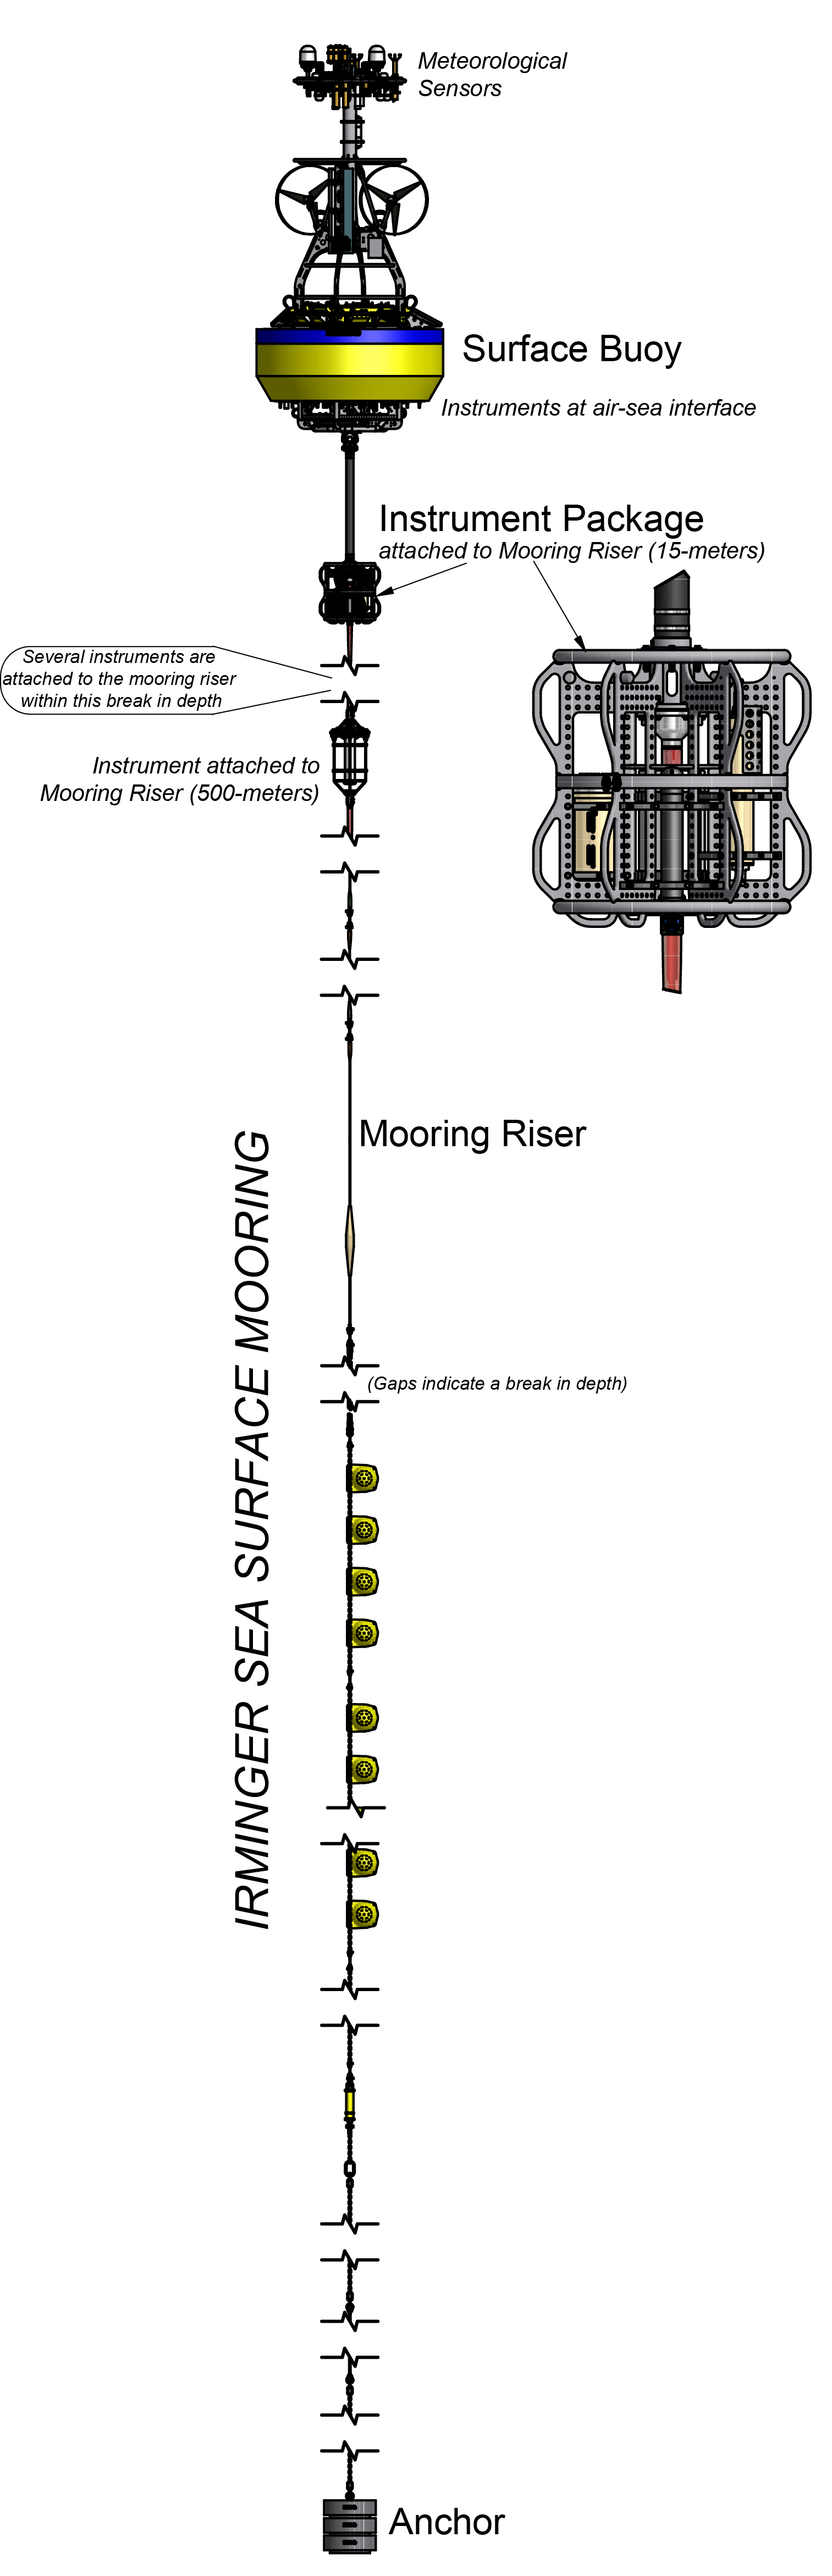 Meteorological
Sensors
Surface Buoy
Instruments at air-sea interface
Instrument Package
attached to Mooring Riser (15-meters)
Several instruments are
attached to the mooring riser
within this break in depth
Instrument attached to
Mooring Riser (500-meters)
Mooring Riser
IRMINGER SEA SURFACE MOORING
(Gaps indicate a break in depth)
Anchor